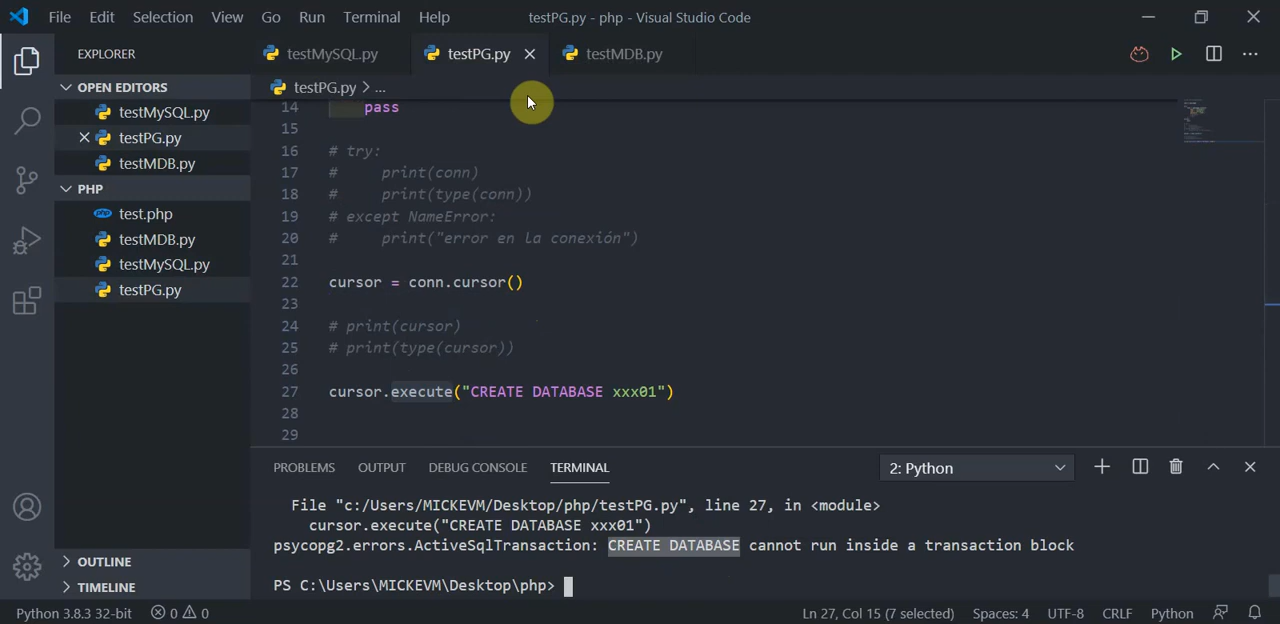 File Edit Selection View Go Run Terminal Help testPG.py - php - Visual Studio Code
EXPLORER
OPEN EDITORS
testMySQL.py
testPG.py
testMDB.py
PHP
test.php
testMDB.py
testMySQL.py
testPG.py
OUTLINE
TIMELINE
testMySQL.py testPG.py testMDB.py
testPG.py > ...
14 pass
15
16 # try:
17 # print(conn)
18 # print(type(conn))
19 # except NameError:
20 # print("error en la conexión")
21
22 cursor = conn.cursor()
23
24 # print(cursor)
25 # print(type(cursor))
26
27 cursor.execute("CREATE DATABASE xxx01")
28
29
PROBLEMS OUTPUT DEBUG CONSOLE TERMINAL 2: Python
File "c:/Users/MICKEVM/Desktop/php/testPG.py", line 27, in <module>
cursor.execute("CREATE DATABASE xxx01")
psycopg2.errors.ActiveSqlTransaction: CREATE DATABASE cannot run inside a transaction block
PS C:\Users\MICKEVM\Desktop\php>
Python 3.8.3 32-bit 0 0 Ln 27, Col 15 (7 selected) Spaces: 4 UTF-8 CRLF Python